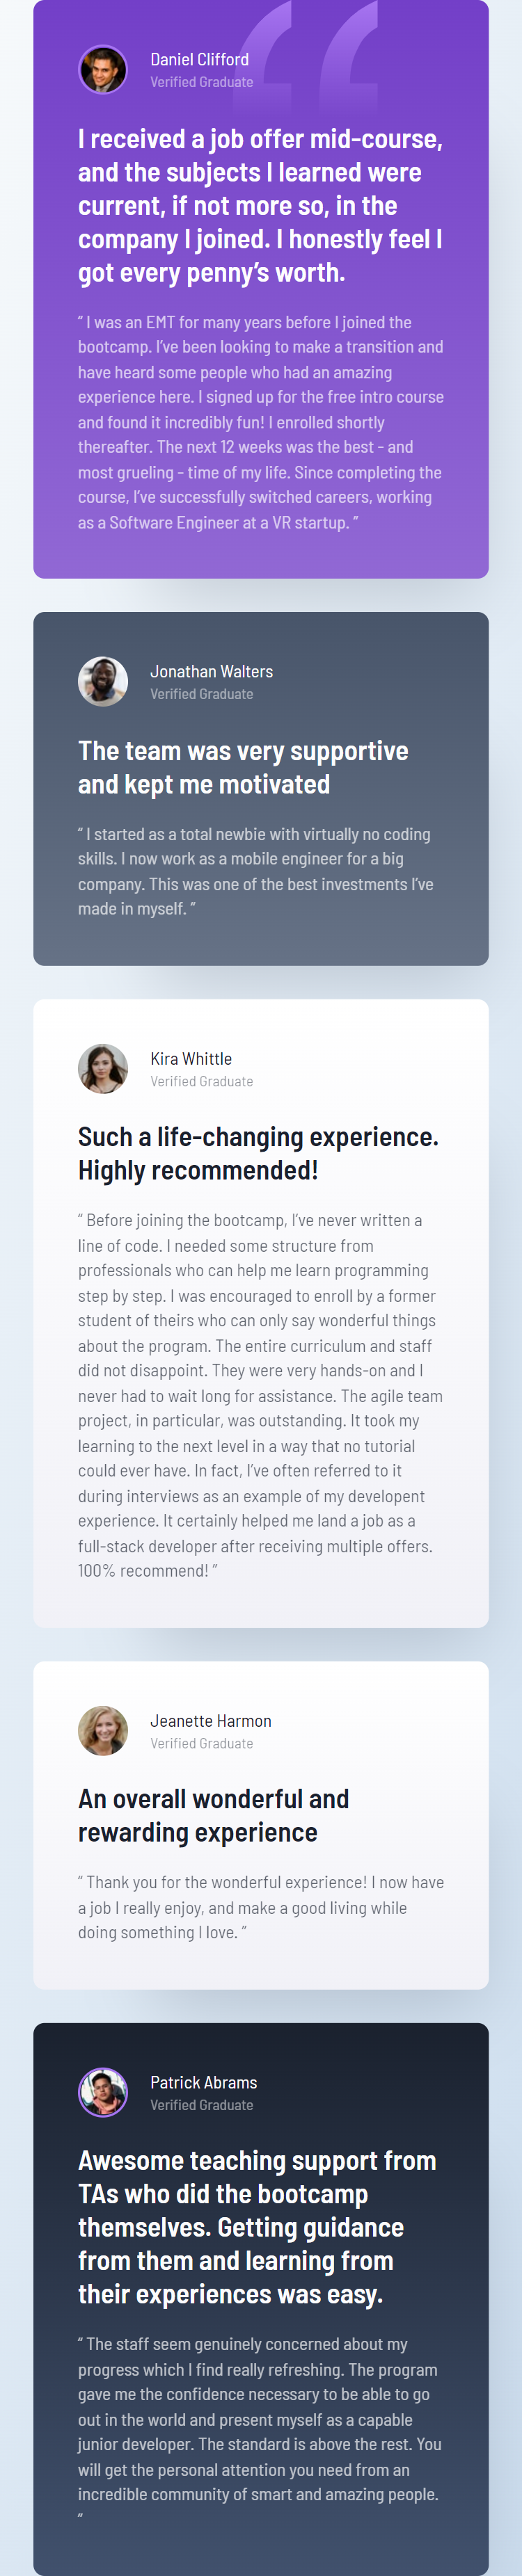 Daniel Clifford
Verified Graduate
I received a job offer mid-course,
and the subjects I learned were
current, if not more so, in the
company I joined. I honestly feel I
got every penny’s worth.
“ I was an EMT for many years before I joined the
bootcamp. I’ve been looking to make a transition and
have heard some people who had an amazing
experience here. I signed up for the free intro course
and found it incredibly fun! I enrolled shortly
thereafter. The next 12 weeks was the best - and
most grueling - time of my life. Since completing the
course, I’ve successfully switched careers, working
as a Software Engineer at a VR startup. ”
Jonathan Walters
Verified Graduate
The team was very supportive
and kept me motivated
“ I started as a total newbie with virtually no coding
skills. I now work as a mobile engineer for a big
company. This was one of the best investments I’ve
made in myself. ”
Kira Whittle
Verified Graduate
Such a life-changing experience.
Highly recommended!
“ Before joining the bootcamp, I’ve never written a
line of code. I needed some structure from
professionals who can help me learn programming
step by step. I was encouraged to enroll by a former
student of theirs who can only say wonderful things
about the program. The entire curriculum and staff
did not disappoint. They were very hands-on and I
never had to wait long for assistance. The agile team
project, in particular, was outstanding. It took my
learning to the next level in a way that no tutorial
could ever have. In fact, I’ve often referred to it
during interviews as an example of my developent
experience. It certainly helped me land a job as a
full-stack developer after receiving multiple offers.
100% recommend! ”
Jeanette Harmon
Verified Graduate
An overall wonderful and
rewarding experience
“ Thank you for the wonderful experience! I now have
a job I really enjoy, and make a good living while
doing something I love. ”
Patrick Abrams
Verified Graduate
Awesome teaching support from
TAs who did the bootcamp
themselves. Getting guidance
from them and learning from
their experiences was easy.
“ The staff seem genuinely concerned about my
progress which I find really refreshing. The program
gave me the confidence necessary to be able to go
out in the world and present myself as a capable
junior developer. The standard is above the rest. You
will get the personal attention you need from an
incredible community of smart and amazing people.
”